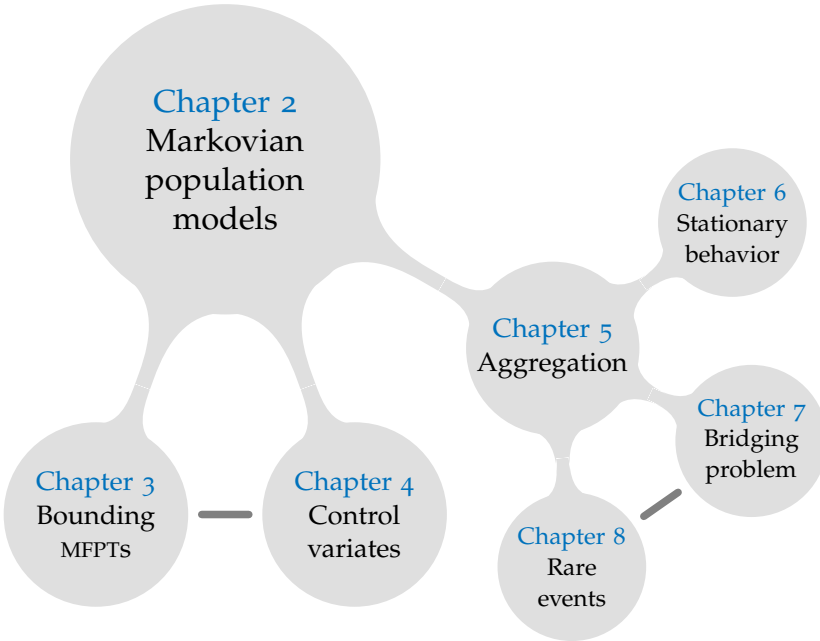 Chapter 2
Markovian
population
models
Chapter 3
Bounding
MFPTs
Chapter 4
Control
variates
Chapter 5
Aggregation
Chapter 6
Stationary
behavior
Chapter 7
Bridging
problem
Chapter 8
Rare
events